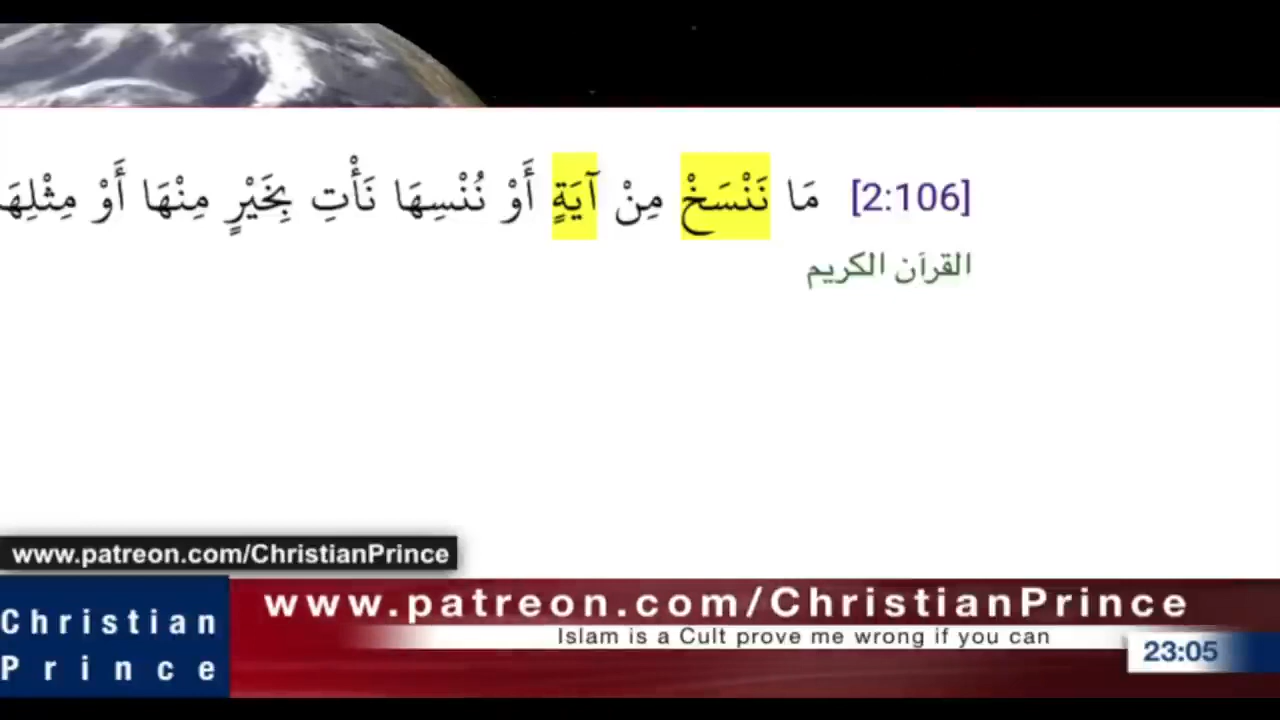 [2:106] مَا نَنْسَخْ مِنْ آيَةٍ أَوْ نُنْسِهَا نَأْتِ بِخَيْرٍ مِنْهَا أَوْ مِثْلِهَا
القرآن الكريم
www.patreon.com/ChristianPrince
www.patreon.com/ChristianPrince
Islam is a Cult prove me wrong if you can
Christian
Prince
23:05